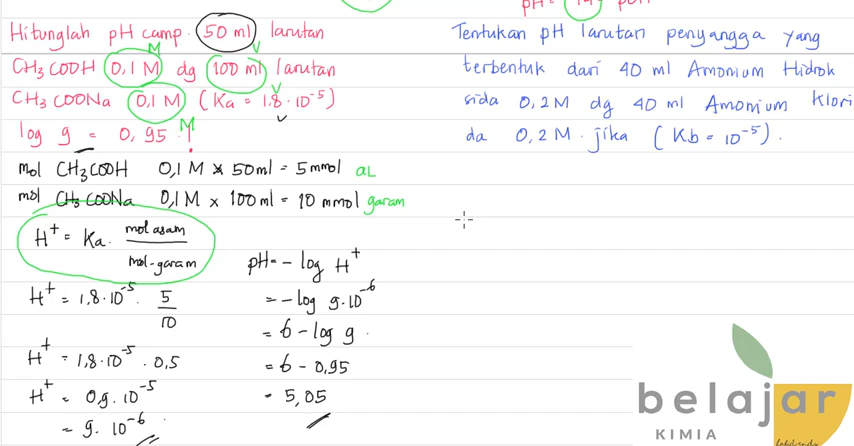 pH = 14
Hitunglah pH camp. 50 ml larutan
CH3COOH 0,1 M dg 100 ml larutan
CH3COONa 0,1 M (Ka = 1,8 . 10⁻⁵)
log 9 = 0,95 !
M
V
M
V
M
V
mol CH3COOH 0,1 M x 50 ml = 5 mmol aL
mol CH3COONa 0,1 M x 100 ml = 10 mmol garam
H⁺ = Ka . mol asam / mol garam
H⁺ = 1,8 . 10⁻⁵ . 5 / 10
H⁺ = 1,8 . 10⁻⁵ . 0,5
H⁺ = 0,9 . 10⁻⁵
= 9 . 10⁻⁶
pH = - log H⁺
= - log 9 . 10⁻⁶
= 6 - log 9
= 6 - 0,95
= 5,05
Tentukan pH larutan penyangga yang
terbentuk dari 40 ml Amonium Hidrok
sida 0,2 M dg 40 ml Amonium Klori
da 0,2 M . jika (Kb = 10⁻⁵).
belajar
KIMIA